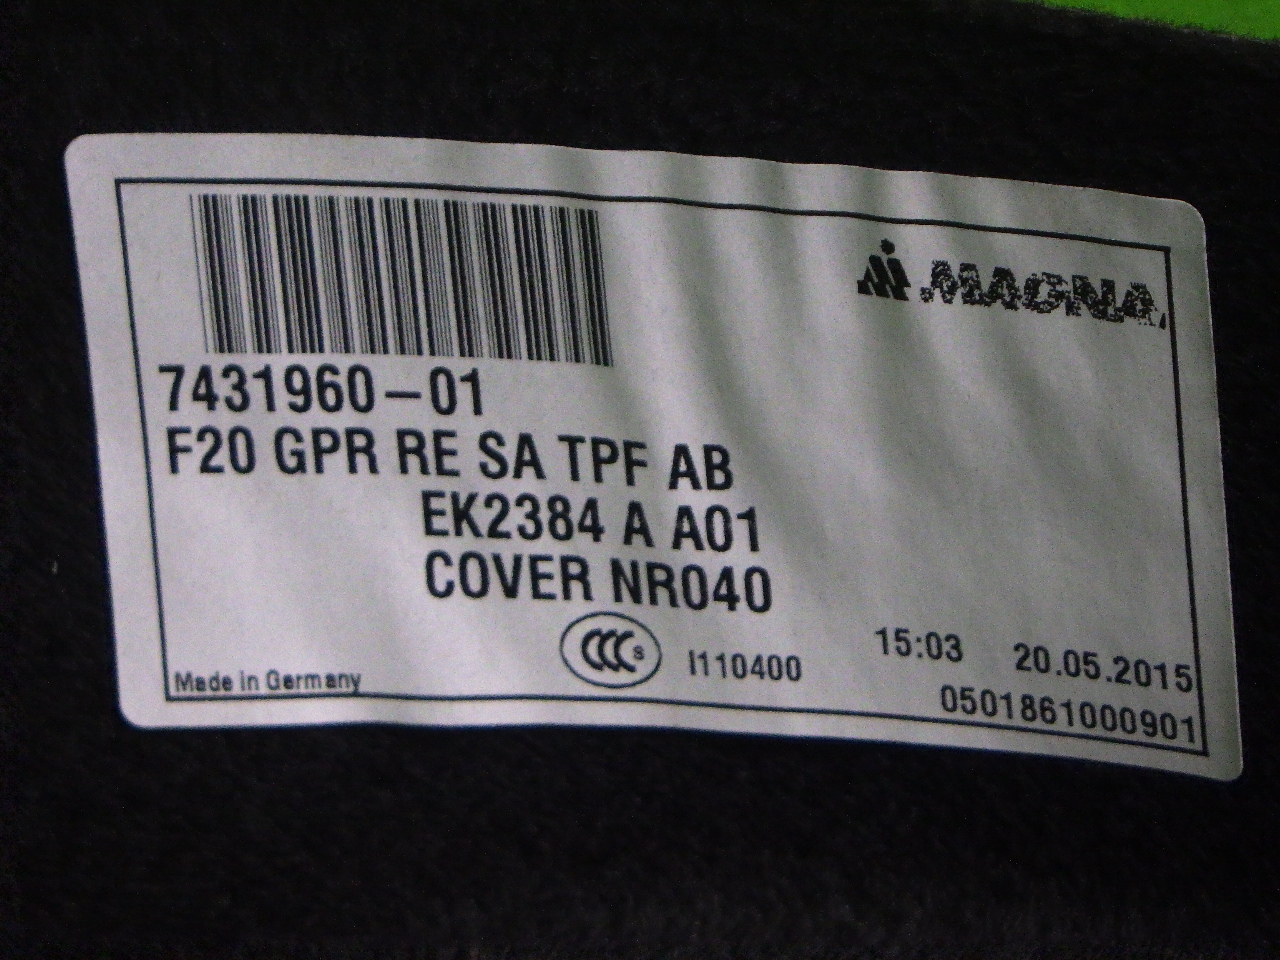 MAGNA
7431960-01
F20 GPR RE SA TPF AB
EK2384 A A01
COVER NR040
CCC S
I110400
15:03 20.05.2015
Made in Germany
0501861000901